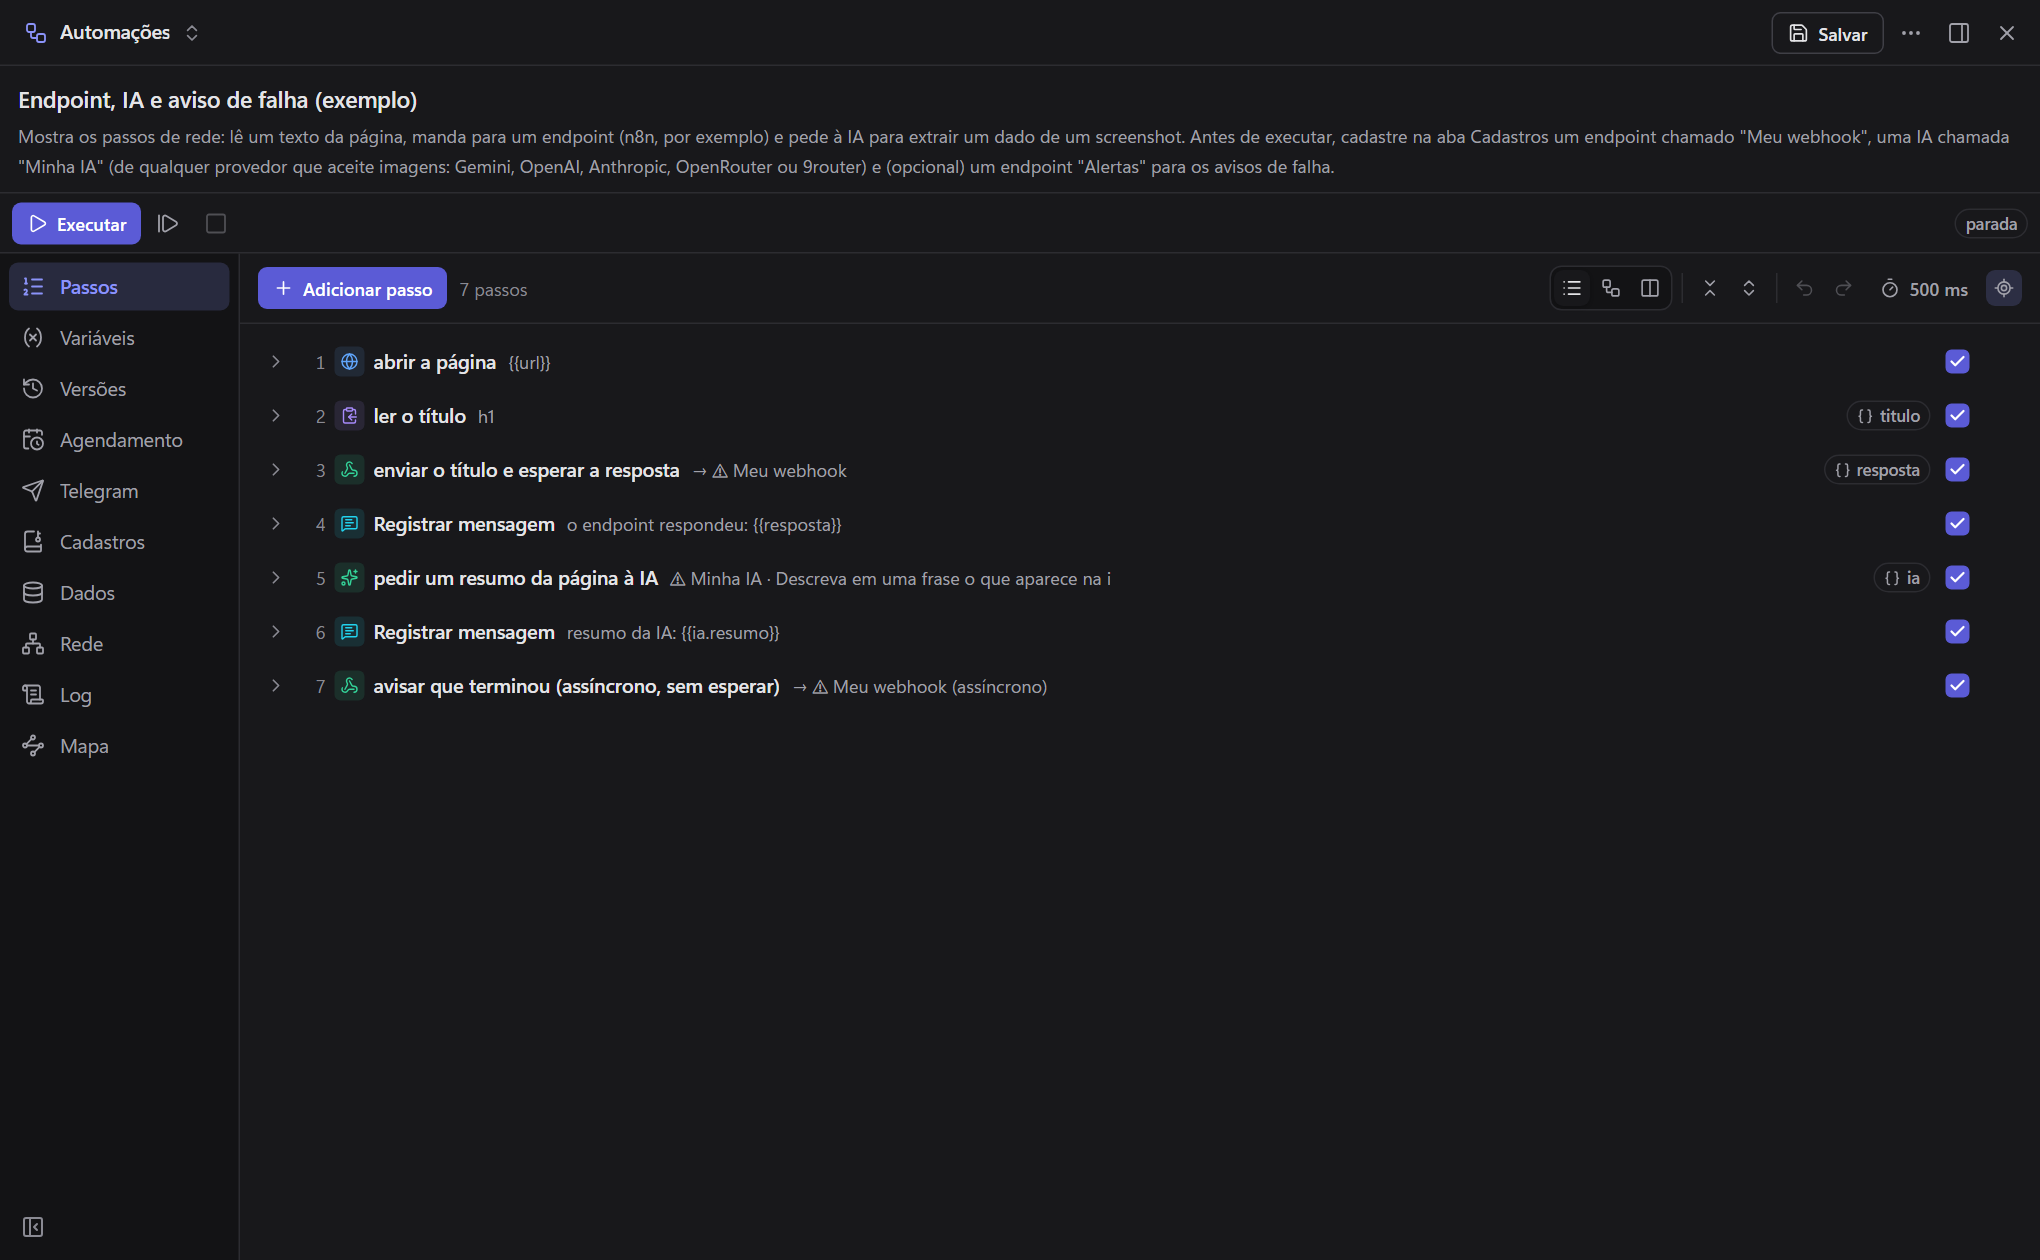 Automações
Salvar
Endpoint, IA e aviso de falha (exemplo)
Mostra os passos de rede: lê um texto da página, manda para um endpoint (n8n, por exemplo) e pede à IA para extrair um dado de um screenshot. Antes de executar, cadastre na aba Cadastros um endpoint chamado "Meu webhook", uma IA chamada
"Minha IA" (de qualquer provedor que aceite imagens: Gemini, OpenAI, Anthropic, OpenRouter ou 9router) e (opcional) um endpoint "Alertas" para os avisos de falha.
Executar
parada
Passos
Variáveis
Versões
Agendamento
Telegram
Cadastros
Dados
Rede
Log
Mapa
Adicionar passo 7 passos
500 ms
1 abrir a página {{url}}
2 ler o título h1 {} titulo
3 enviar o título e esperar a resposta → ⚠ Meu webhook {} resposta
4 Registrar mensagem o endpoint respondeu: {{resposta}}
5 pedir um resumo da página à IA ⚠ Minha IA · Descreva em uma frase o que aparece na i {} ia
6 Registrar mensagem resumo da IA: {{ia.resumo}}
7 avisar que terminou (assíncrono, sem esperar) → ⚠ Meu webhook (assíncrono)